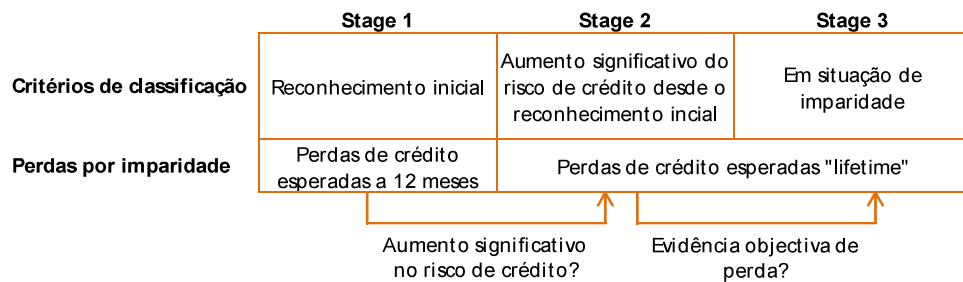 Stage 1
Stage 2
Stage 3
Critérios de classificação
Reconhecimento inicial
Aumento significativo do
risco de crédito desde o
reconhecimento incial
Em situação de
imparidade
Perdas por imparidade
Perdas de crédito
esperadas a 12 meses
Perdas de crédito esperadas "lifetime"
Aumento significativo
no risco de crédito?
Evidência objectiva de
perda?